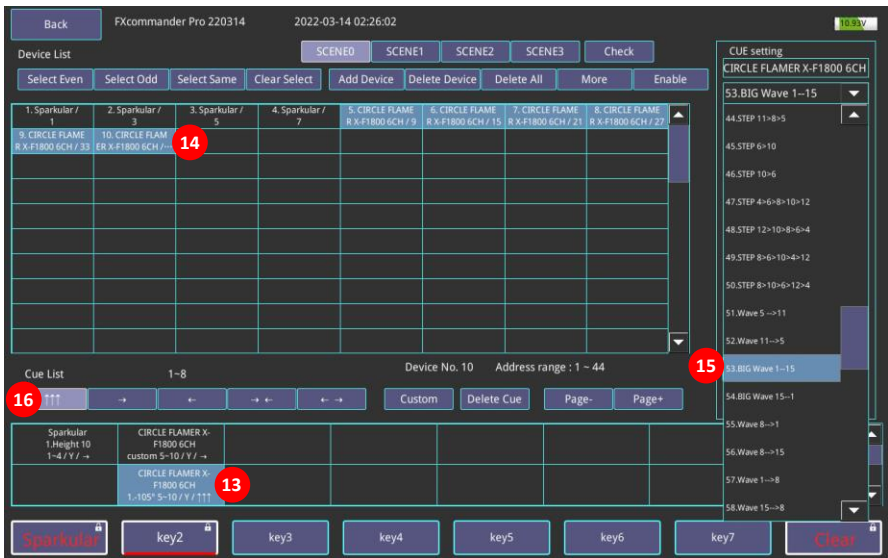 Back
FXcommander Pro 220314
2022-03-14 02:26:02
10.93V
Device List
SCENE0
SCENE1
SCENE2
SCENE3
Check
Select Even
Select Odd
Select Same
Clear Select
Add Device
Delete Device
Delete All
More
Enable
1. Sparkular /
1
2. Sparkular /
3
3. Sparkular /
5
4. Sparkular /
7
5. CIRCLE FLAME
R X-F1800 6CH / 9
6. CIRCLE FLAME
R X-F1800 6CH / 15
7. CIRCLE FLAME
R X-F1800 6CH / 21
8. CIRCLE FLAME
R X-F1800 6CH / 27
9. CIRCLE FLAME
R X-F1800 6CH / 33
10. CIRCLE FLAM
ER X-F1800 6CH /--
14
CUE setting
CIRCLE FLAMER X-F1800 6CH
53.BIG Wave 1--15
44.STEP 11>8>5
45.STEP 6>10
46.STEP 10>6
47.STEP 4>6>8>10>12
48.STEP 12>10>8>6>4
49.STEP 8>6>10>4>12
50.STEP 8>10>6>12>4
51.Wave 5 -->11
52.Wave 11-->5
15
53.BIG Wave 1--15
54.BIG Wave 15--1
55.Wave 8-->1
56.Wave 8-->15
57.Wave 1-->8
58.Wave 15-->8
Cue List
1~8
Device No. 10
Address range : 1 ~ 44
16
↑↑↑
→
←
→ ←
← →
Custom
Delete Cue
Page-
Page+
Sparkular
1.Height 10
1~4 / Y / →
CIRCLE FLAMER X-
F1800 6CH
custom 5~10 / Y / →
CIRCLE FLAMER X-
F1800 6CH
1.-105° 5~10 / Y / ↑↑↑
13
Sparkular
key2
key3
key4
key5
key6
key7
Clear